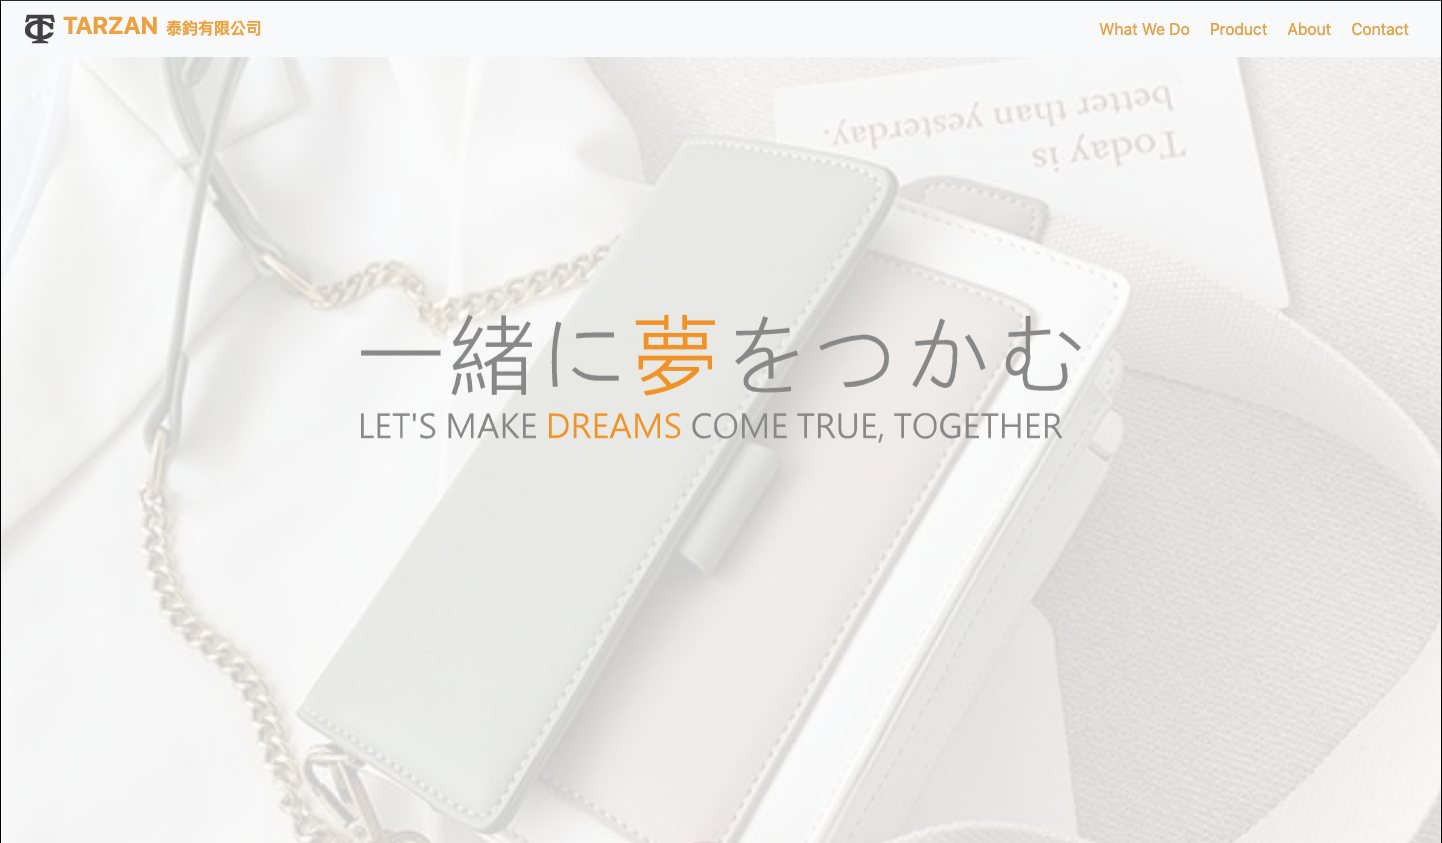 TARZAN 泰鈞有限公司
What We Do Product About Contact
Today is
better than yesterday.
一緒に夢をつかむ
LET'S MAKE DREAMS COME TRUE, TOGETHER